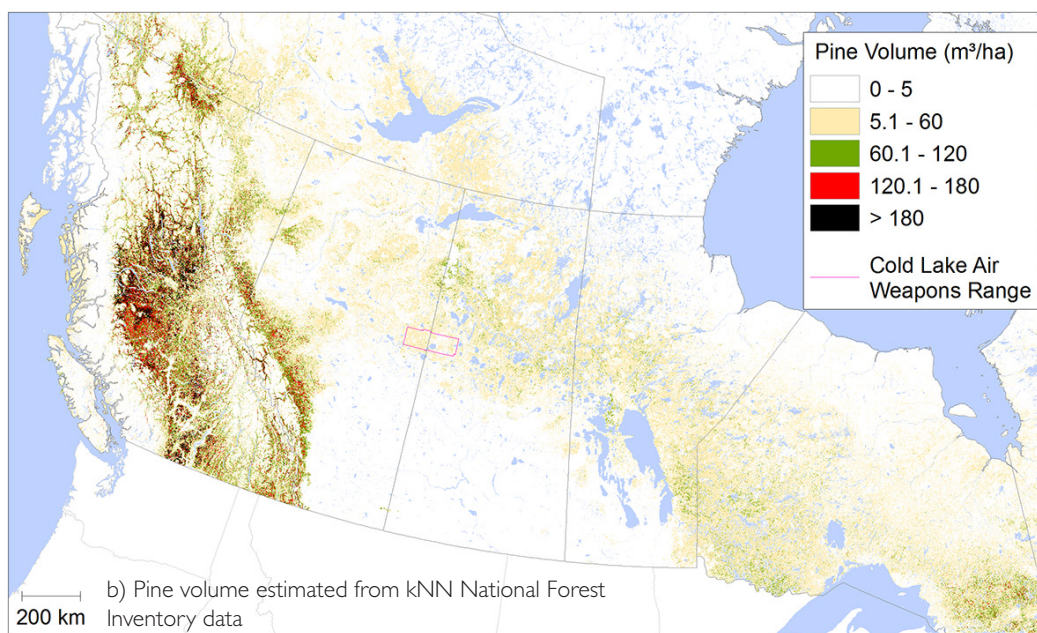 Pine Volume (m³/ha)
0 - 5
5.1 - 60
60.1 - 120
120.1 - 180
> 180
Cold Lake Air
Weapons Range
b) Pine volume estimated from kNN National Forest
Inventory data
200 km